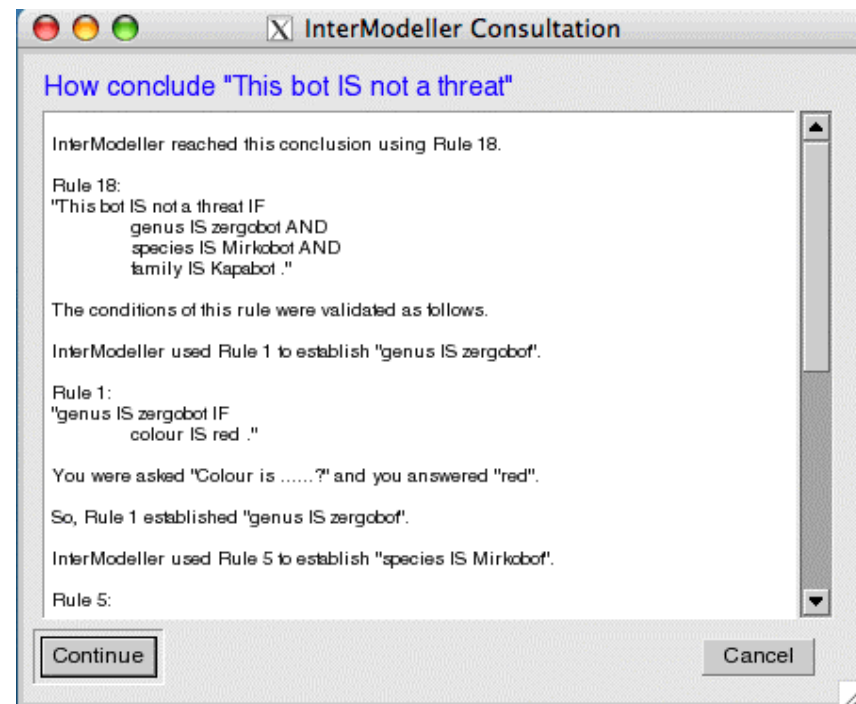 InterModeller Consultation
How conclude "This bot IS not a threat"
InterModeller reached this conclusion using Rule 18.
Rule 18:
"This bot IS not a threat IF
genus IS zergobot AND
species IS Mirkobot AND
family IS Kapabot ."
The conditions of this rule were validated as follows.
InterModeller used Rule 1 to establish "genus IS zergobot".
Rule 1:
"genus IS zergobot IF
colour IS red ."
You were asked "Colour is ......?" and you answered "red".
So, Rule 1 established "genus IS zergobot".
InterModeller used Rule 5 to establish "species IS Mirkobot".
Rule 5:
Continue
Cancel